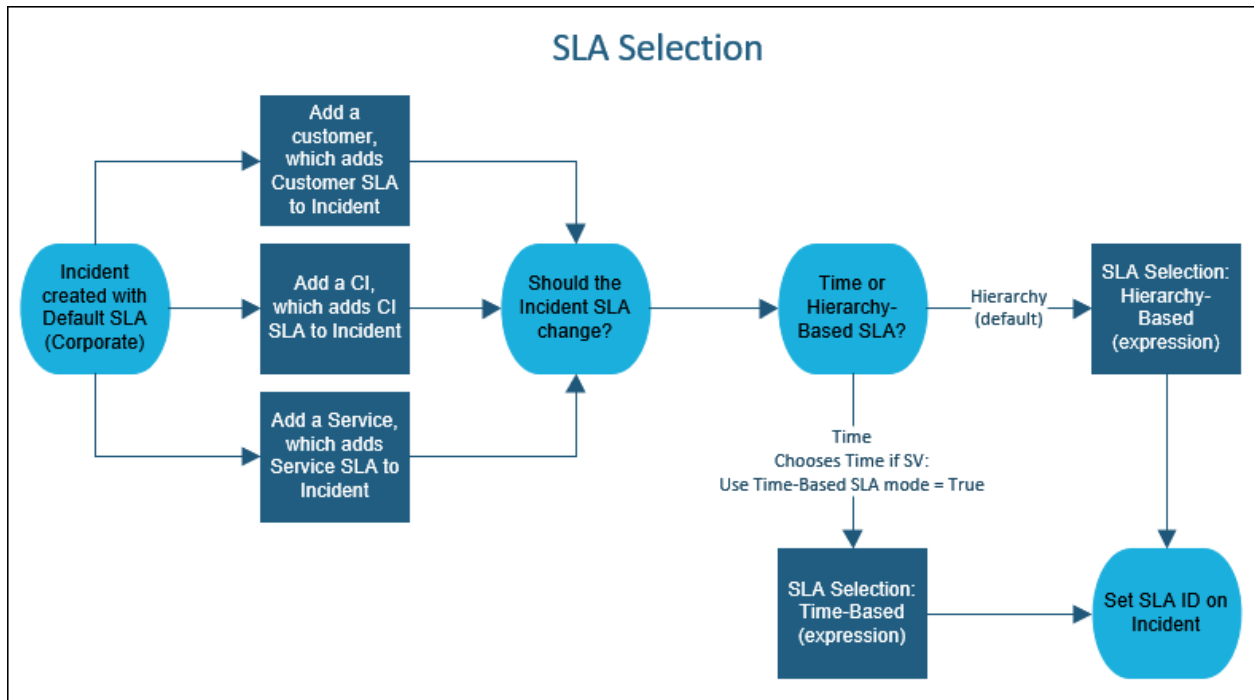 SLA Selection
Add a
customer,
which adds
Customer SLA
to Incident
Incident
created with
Default SLA
(Corporate)
Add a CI,
which adds CI
SLA to Incident
Should the
Incident SLA
change?
Time or
Hierarchy-
Based SLA?
Hierarchy
(default)
SLA Selection:
Hierarchy-
Based
(expression)
Add a Service,
which adds
Service SLA to
Incident
Time
Chooses Time if SV:
Use Time-Based SLA mode = True
SLA Selection:
Time-Based
(expression)
Set SLA ID on
Incident